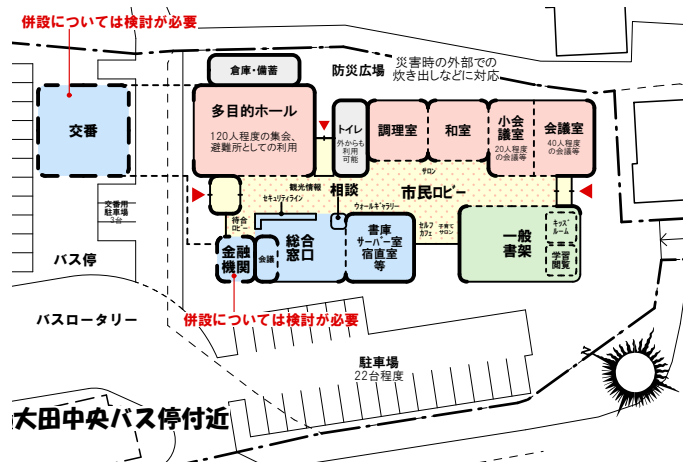 併設については検討が必要
倉庫・備蓄
防災広場
災害時の外部での
炊き出しなどに対応
交番
多目的ホール
120人程度の集会、
避難所としての利用
トイレ
外からも
利用
可能
調理室
和室
小会
議室
20人程度
の会議等
会議室
40人程度
の会議等
サロン
観光情報
相談
市民ロビー
セキュリティライン
ウォールギャラリー
交番用
駐車場
3台
待合
ロビー
金融
機関
会議
総合
窓口
書庫
サーバー室
宿直室
等
セルフ
カフェ
子育て
サロン
一般
書架
キッズ
ルーム
学習
閲覧
バス停
バスロータリー
併設については検討が必要
駐車場
22台程度
大田中央バス停付近
N